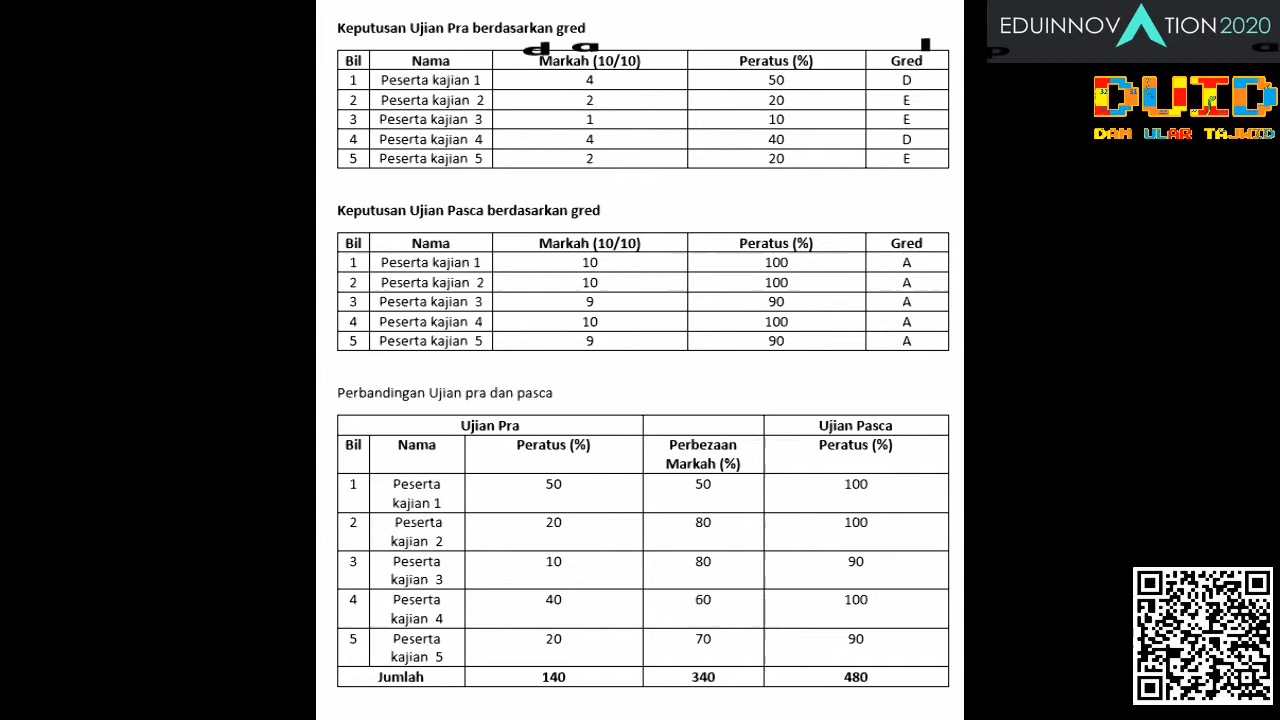 EDUINNOVATION2020
DUID
DAM ULAR TAJWID
Keputusan Ujian Pra berdasarkan gred
d a l p a
Bil Nama Markah (10/10) Peratus (%) Gred
1 Peserta kajian 1 4 50 D
2 Peserta kajian 2 2 20 E
3 Peserta kajian 3 1 10 E
4 Peserta kajian 4 4 40 D
5 Peserta kajian 5 2 20 E
Keputusan Ujian Pasca berdasarkan gred
Bil Nama Markah (10/10) Peratus (%) Gred
1 Peserta kajian 1 10 100 A
2 Peserta kajian 2 10 100 A
3 Peserta kajian 3 9 90 A
4 Peserta kajian 4 10 100 A
5 Peserta kajian 5 9 90 A
Perbandingan Ujian pra dan pasca
Ujian Pra Ujian Pasca
Bil Nama Peratus (%) Perbezaan Peratus (%)
Markah (%)
1 Peserta 50 50 100
kajian 1
2 Peserta 20 80 100
kajian 2
3 Peserta 10 80 90
kajian 3
4 Peserta 40 60 100
kajian 4
5 Peserta 20 70 90
kajian 5
Jumlah 140 340 480